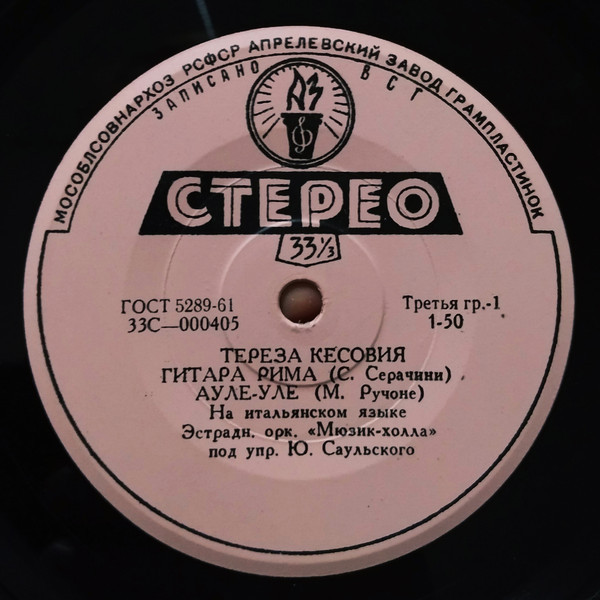 МОСОБЛСОВНАРХОЗ РСФСР АПРЕЛЕВСКИЙ ЗАВОД ГРАМПЛАСТИНОК
ЗАПИСАНО ВСГ
АЗ
СТЕРЕО
33⅓
ГОСТ 5289-61 Третья гр.-1
33С—000405 1-50
ТЕРЕЗА КЕСОВИЯ
ГИТАРА РИМА (С. Серачини)
АУЛЕ-УЛЕ (М. Ручоне)
На итальянском языке
Эстрадн. орк. «Мюзик-холла»
под упр. Ю. Саульского